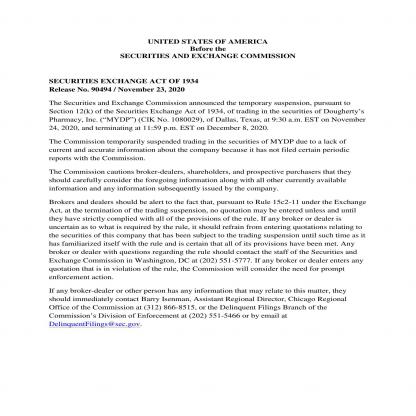 UNITED STATES OF AMERICA
Before the
SECURITIES AND EXCHANGE COMMISSION
SECURITIES EXCHANGE ACT OF 1934
Release No. 90494 / November 23, 2020
The Securities and Exchange Commission announced the temporary suspension, pursuant to
Section 12(k) of the Securities Exchange Act of 1934, of trading in the securities of Dougherty’s
Pharmacy, Inc. (“MYDP”) (CIK No. 1080029), of Dallas, Texas, at 9:30 a.m. EST on November
24, 2020, and terminating at 11:59 p.m. EST on December 8, 2020.
The Commission temporarily suspended trading in the securities of MYDP due to a lack of
current and accurate information about the company because it has not filed certain periodic
reports with the Commission.
The Commission cautions broker-dealers, shareholders, and prospective purchasers that they
should carefully consider the foregoing information along with all other currently available
information and any information subsequently issued by the company.
Brokers and dealers should be alert to the fact that, pursuant to Rule 15c2-11 under the Exchange
Act, at the termination of the trading suspension, no quotation may be entered unless and until
they have strictly complied with all of the provisions of the rule. If any broker or dealer is
uncertain as to what is required by the rule, it should refrain from entering quotations relating to
the securities of this company that has been subject to the trading suspension until such time as it
has familiarized itself with the rule and is certain that all of its provisions have been met. Any
broker or dealer with questions regarding the rule should contact the staff of the Securities and
Exchange Commission in Washington, DC at (202) 551-5777. If any broker or dealer enters any
quotation that is in violation of the rule, the Commission will consider the need for prompt
enforcement action.
If any broker-dealer or other person has any information that may relate to this matter, they
should immediately contact Barry Isenman, Assistant Regional Director, Chicago Regional
Office of the Commission at (312) 866-8515, or the Delinquent Filings Branch of the
Commission’s Division of Enforcement at (202) 551-5466 or by email at
DelinquentFilings@sec.gov.